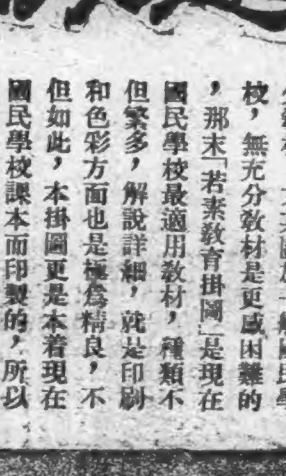 校，無充分教材是更感困難的
，那末「若素教育掛圖」是現在
國民學校最適用教材，種類不
但繁多，解說詳細，就是印刷
和色彩方面也是極為精良，不
但如此，本掛圖更是本着現在
國民學校課本而印製的，所以